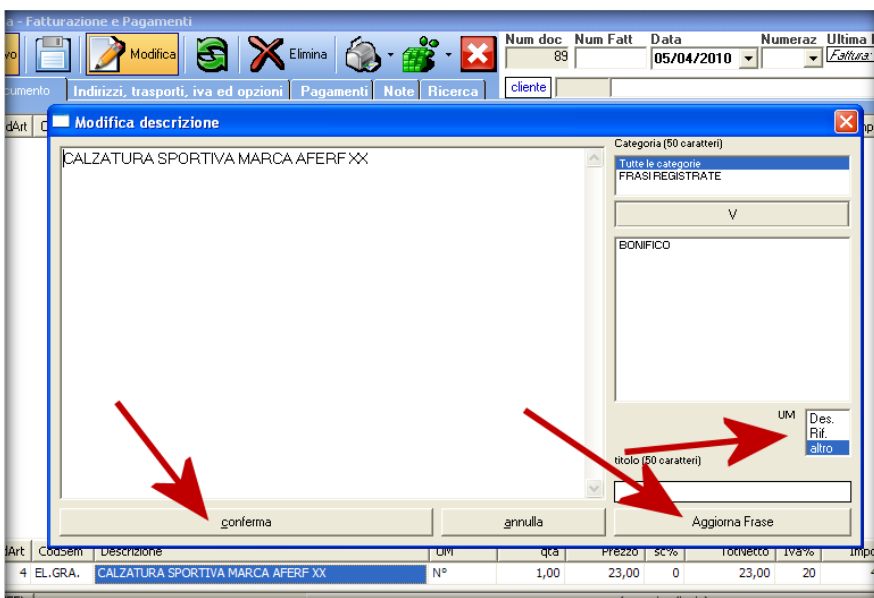 a - Fatturazione e Pagamenti
Modifica
Elimina
Num doc Num Fatt Data Numeraz Ultima
89 05/04/2010 Fattura:
Indirizzi, trasporti, iva ed opzioni Pagamenti Note Ricerca cliente
Modifica descrizione
CALZATURA SPORTIVA MARCA AFERF XX
Categoria (50 caratteri)
Tutte le categorie
FRASI REGISTRATE
V
BONIFICO
UM
Des.
Rif.
altro
titolo (50 caratteri)
conferma annulla Aggiorna Frase
CodSem Descrizione UM qta Prezzo sc% TotNetto Iva%
4 EL.GRA. CALZATURA SPORTIVA MARCA AFERF XX N° 1,00 23,00 0 23,00 20